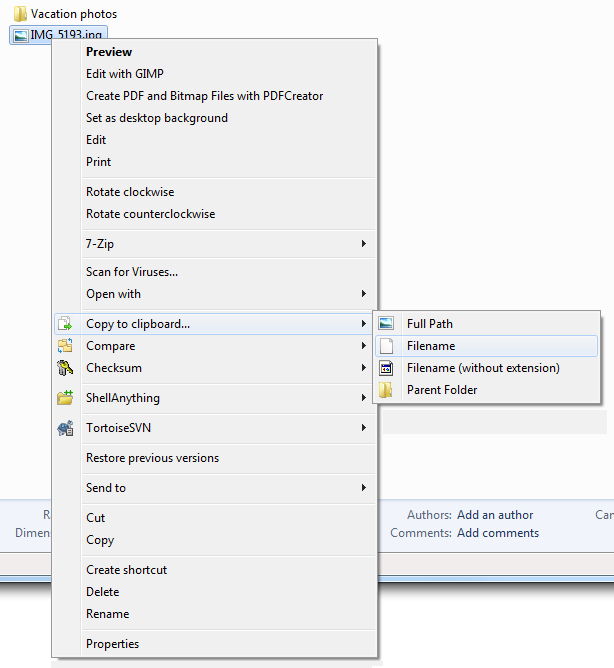 Vacation photos
IMG_5193.jpg
Preview
Edit with GIMP
Create PDF and Bitmap Files with PDFCreator
Set as desktop background
Edit
Print
Rotate clockwise
Rotate counterclockwise
7-Zip
Scan for Viruses...
Open with
Copy to clipboard...
Compare
Checksum
ShellAnything
TortoiseSVN
Restore previous versions
Send to
Cut
Copy
Create shortcut
Delete
Rename
Properties
Full Path
Filename
Filename (without extension)
Parent Folder
Authors: Add an author
Comments: Add comments